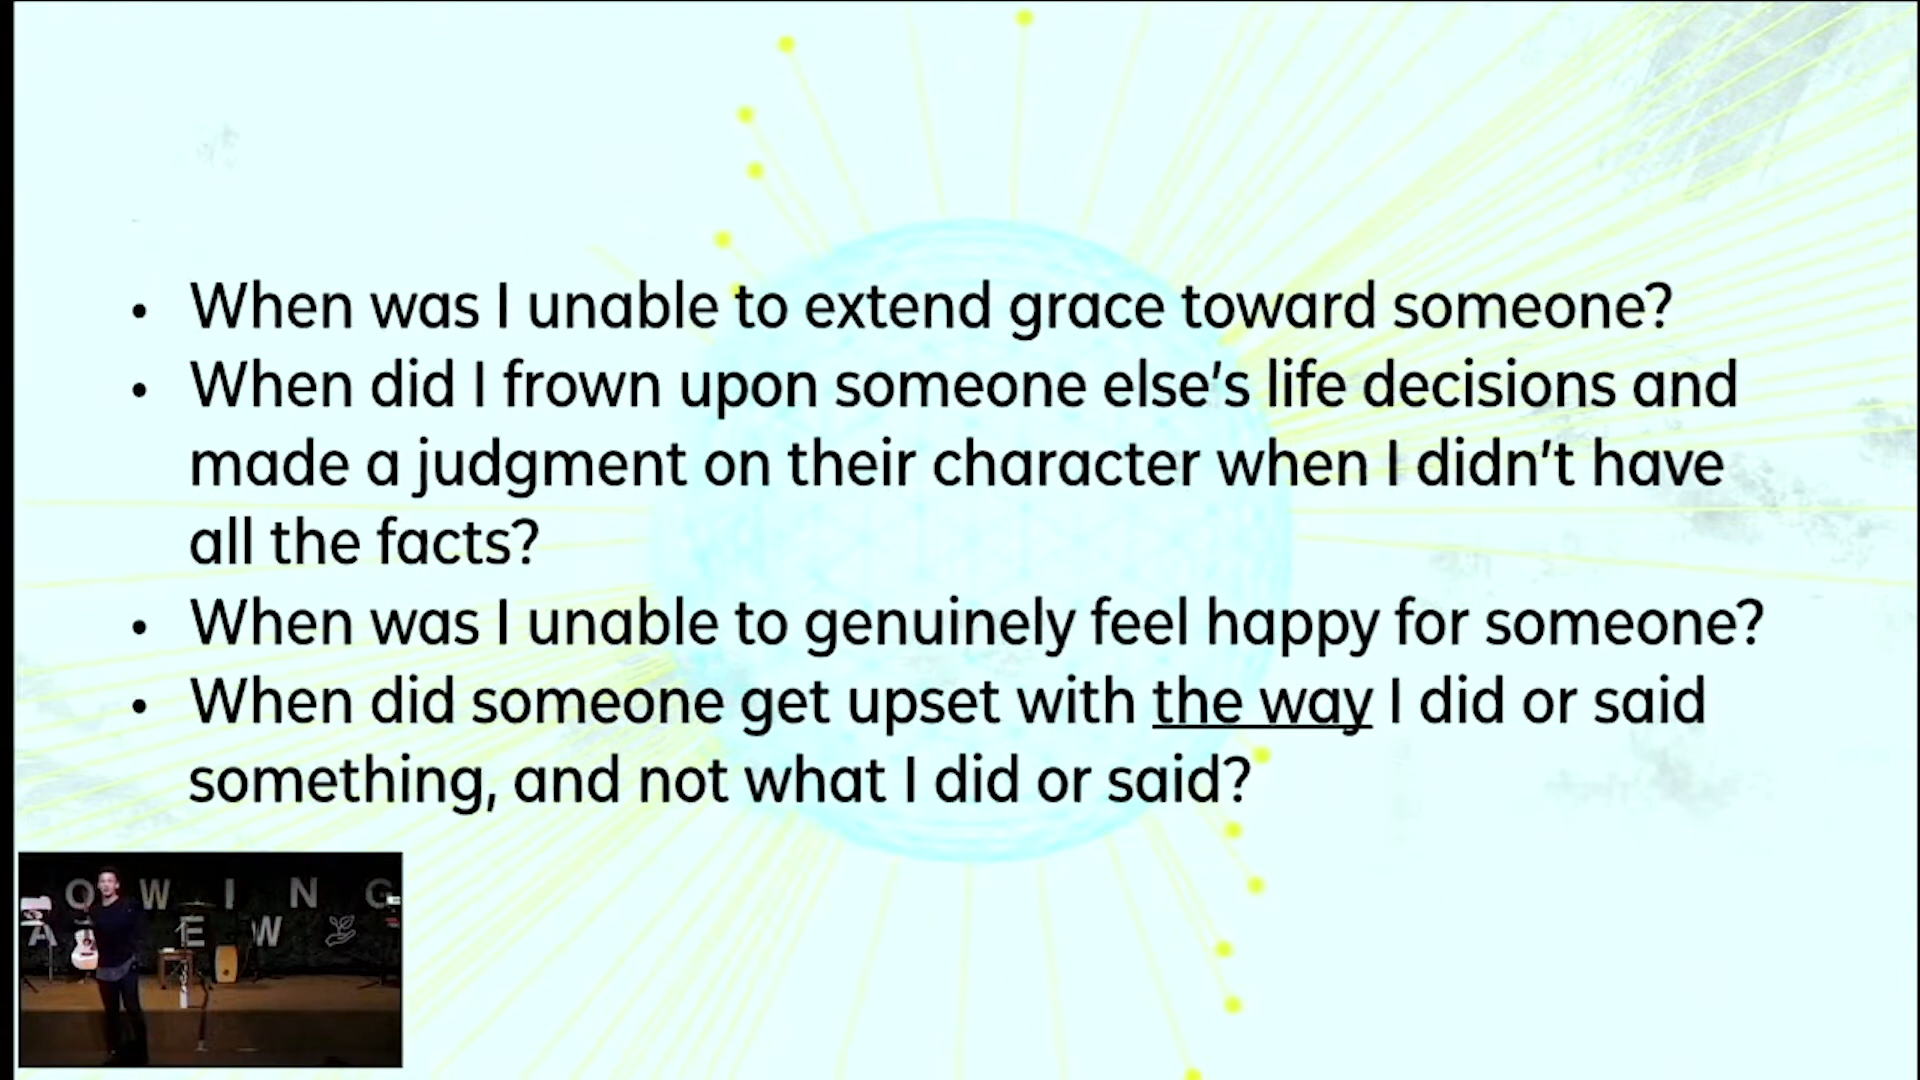 • When was I unable to extend grace toward someone?
• When did I frown upon someone else's life decisions and
made a judgment on their character when I didn't have
all the facts?
• When was I unable to genuinely feel happy for someone?
• When did someone get upset with the way I did or said
something, and not what I did or said?
O W I N G
A E W